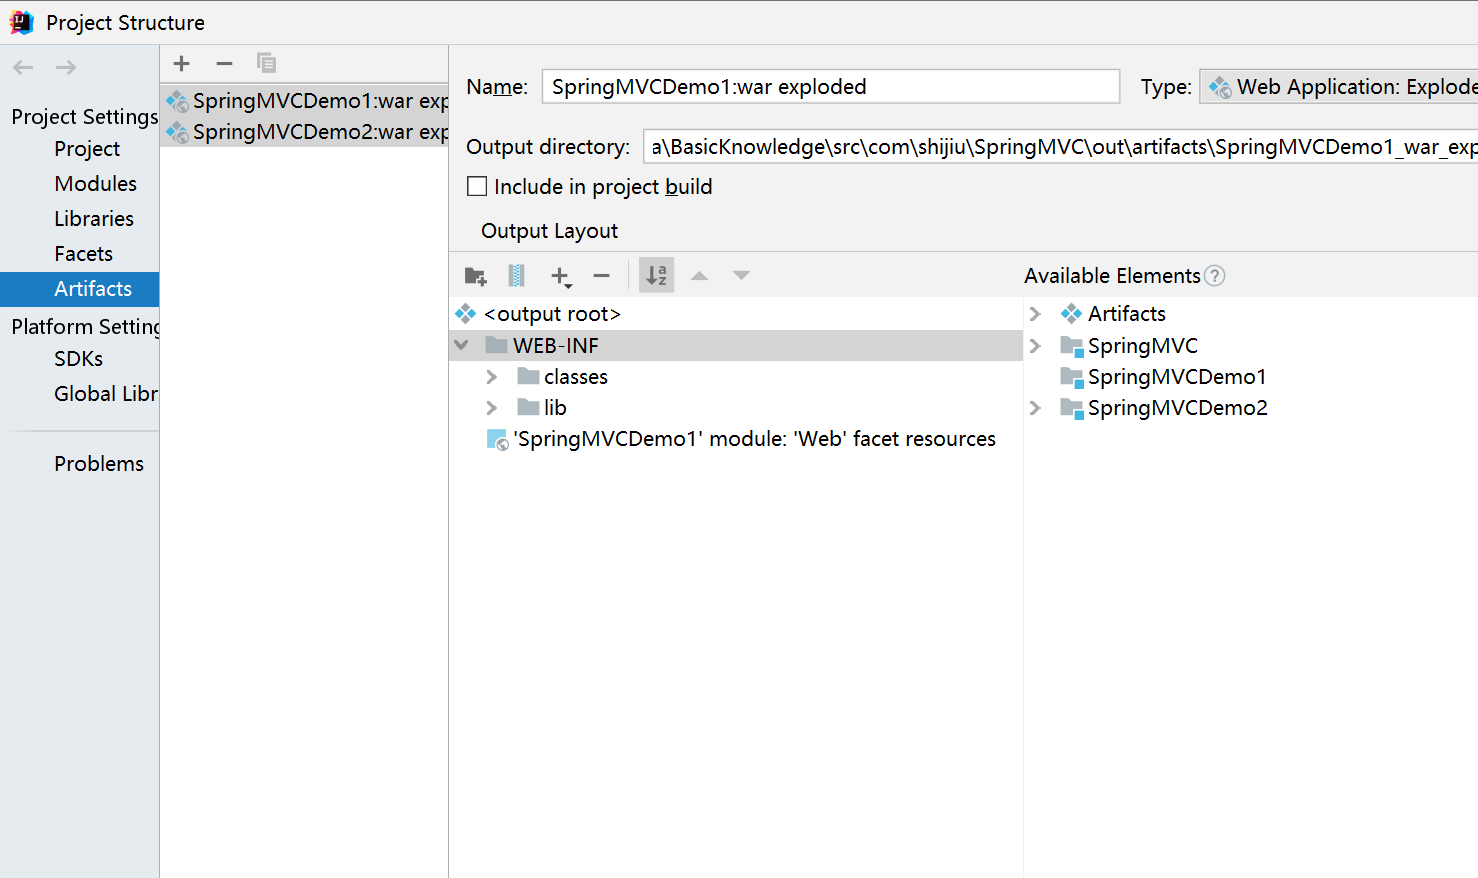 Project Structure
Project Settings
Project
Modules
Libraries
Facets
Artifacts
Platform Setting
SDKs
Global Libr
Problems
SpringMVCDemo1:war exp
SpringMVCDemo2:war exp
Name: SpringMVCDemo1:war exploded Type: Web Application: Explode
Output directory: a\BasicKnowledge\src\com\shijiu\SpringMVC\out\artifacts\SpringMVCDemo1_war_exp
Include in project build
Output Layout
Available Elements
<output root>
WEB-INF
classes
lib
'SpringMVCDemo1' module: 'Web' facet resources
Artifacts
SpringMVC
SpringMVCDemo1
SpringMVCDemo2